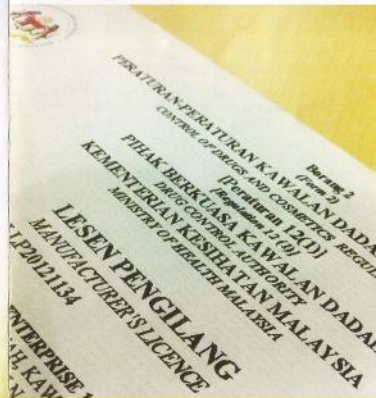 Borang 2
(Form 2)
PERATURAN-PERATURAN KAWALAN DADAH
CONTROL OF DRUGS AND COSMETICS REGUL
[Peraturan 12(1)]
[Regulation 12 (1)]
PIHAK BERKUASA KAWALAN DADAH
DRUG CONTROL AUTHORITY
KEMENTERIAN KESIHATAN MALAYSIA
MINISTRY OF HEALTH MALAYSIA
LESEN PENGILANG
MANUFACTURER'S LICENCE
LP20121134
ENTERPRISE